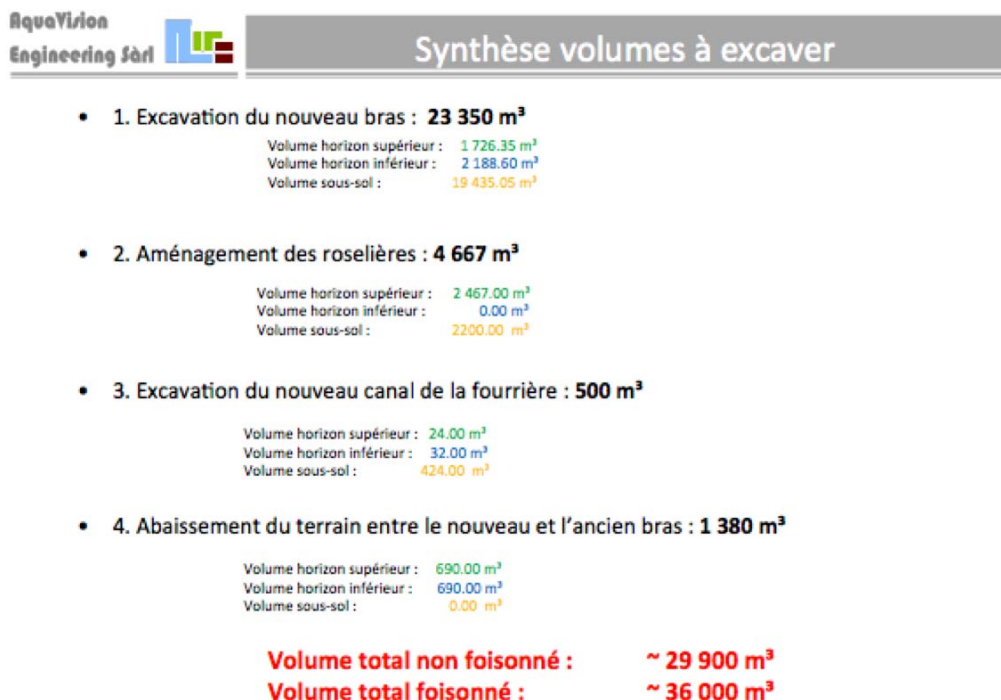 AquaVision
Engineering Sàrl
Synthèse volumes à excaver
• 1. Excavation du nouveau bras : 23 350 m³
Volume horizon supérieur : 1 726.35 m³
Volume horizon inférieur : 2 188.60 m³
Volume sous-sol : 19 435.05 m³
• 2. Aménagement des roselières : 4 667 m³
Volume horizon supérieur : 2 467.00 m³
Volume horizon inférieur : 0.00 m³
Volume sous-sol : 2200.00 m³
• 3. Excavation du nouveau canal de la fourrière : 500 m³
Volume horizon supérieur : 24.00 m³
Volume horizon inférieur : 32.00 m³
Volume sous-sol : 424.00 m³
• 4. Abaissement du terrain entre le nouveau et l'ancien bras : 1 380 m³
Volume horizon supérieur : 690.00 m³
Volume horizon inférieur : 690.00 m³
Volume sous-sol : 0.00 m³
Volume total non foisonné : ~ 29 900 m³
Volume total foisonné : ~ 36 000 m³